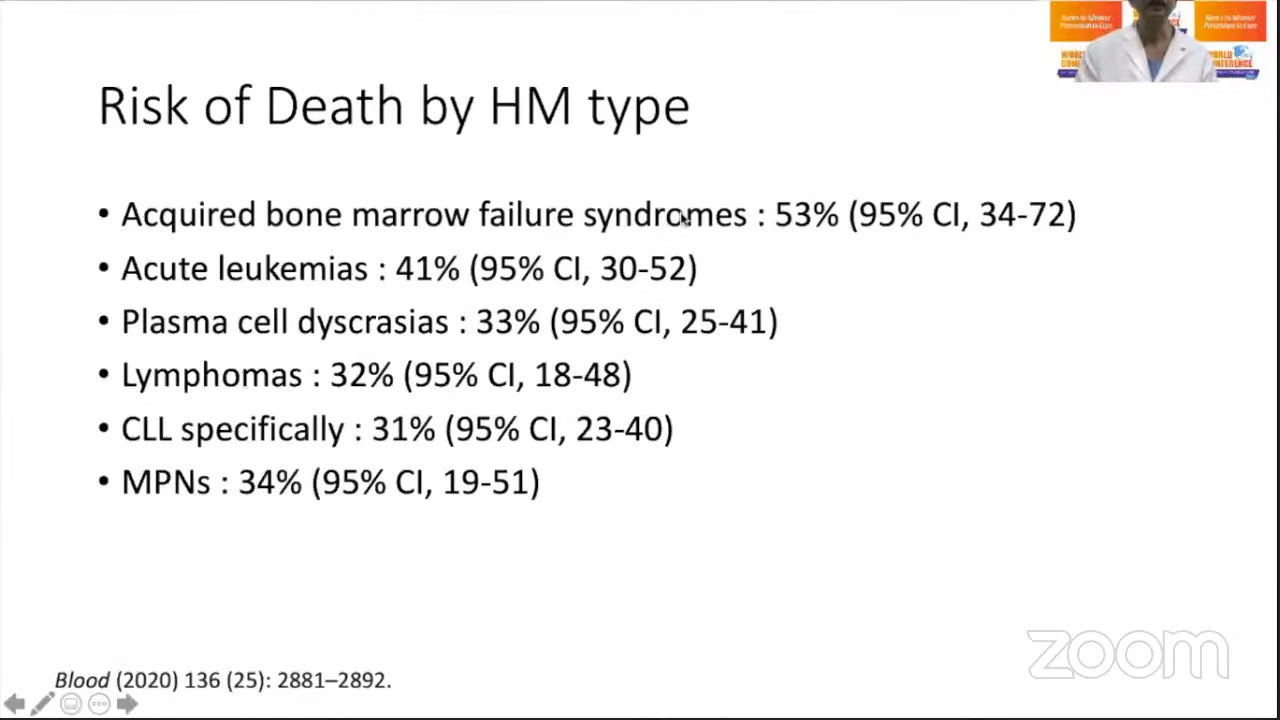 Risk of Death by HM type
• Acquired bone marrow failure syndromes : 53% (95% CI, 34-72)
• Acute leukemias : 41% (95% CI, 30-52)
• Plasma cell dyscrasias : 33% (95% CI, 25-41)
• Lymphomas : 32% (95% CI, 18-48)
• CLL specifically : 31% (95% CI, 23-40)
• MPNs : 34% (95% CI, 19-51)
Blood (2020) 136 (25): 2881–2892.
zoom